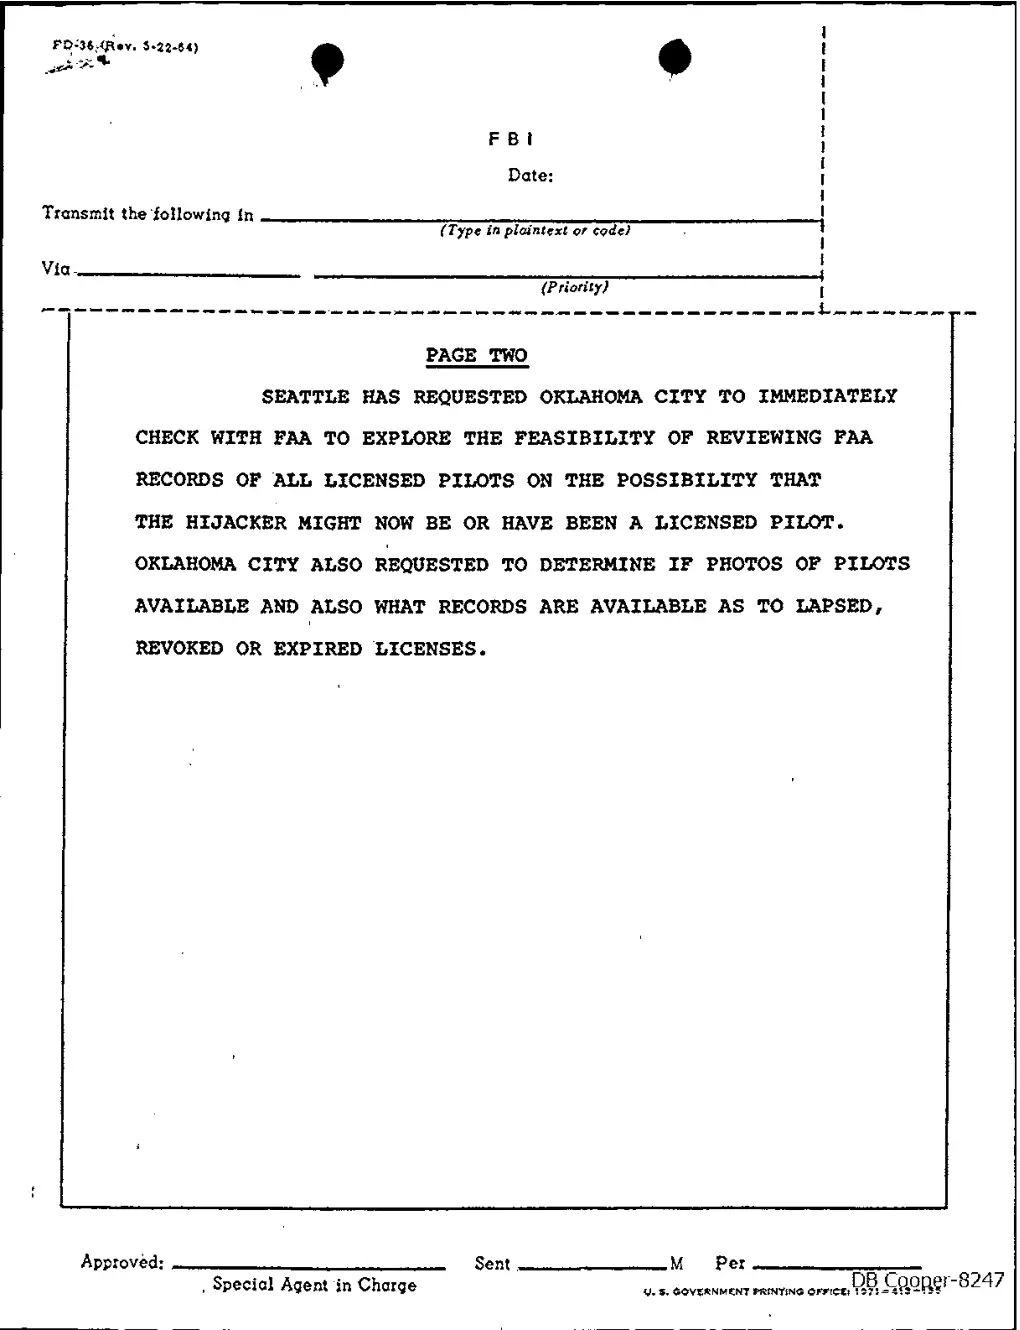 FD-36 (Rev. 5-22-64)
FBI
Date:
Transmit the following in
(Type in plaintext or code)
Via
(Priority)
PAGE TWO
SEATTLE HAS REQUESTED OKLAHOMA CITY TO IMMEDIATELY
CHECK WITH FAA TO EXPLORE THE FEASIBILITY OF REVIEWING FAA
RECORDS OF ALL LICENSED PILOTS ON THE POSSIBILITY THAT
THE HIJACKER MIGHT NOW BE OR HAVE BEEN A LICENSED PILOT.
OKLAHOMA CITY ALSO REQUESTED TO DETERMINE IF PHOTOS OF PILOTS
AVAILABLE AND ALSO WHAT RECORDS ARE AVAILABLE AS TO LAPSED,
REVOKED OR EXPIRED LICENSES.
Approved: Sent M Per
Special Agent in Charge
U. S. GOVERNMENT PRINTING OFFICE: 1971-413-135
DB Cooper-8247